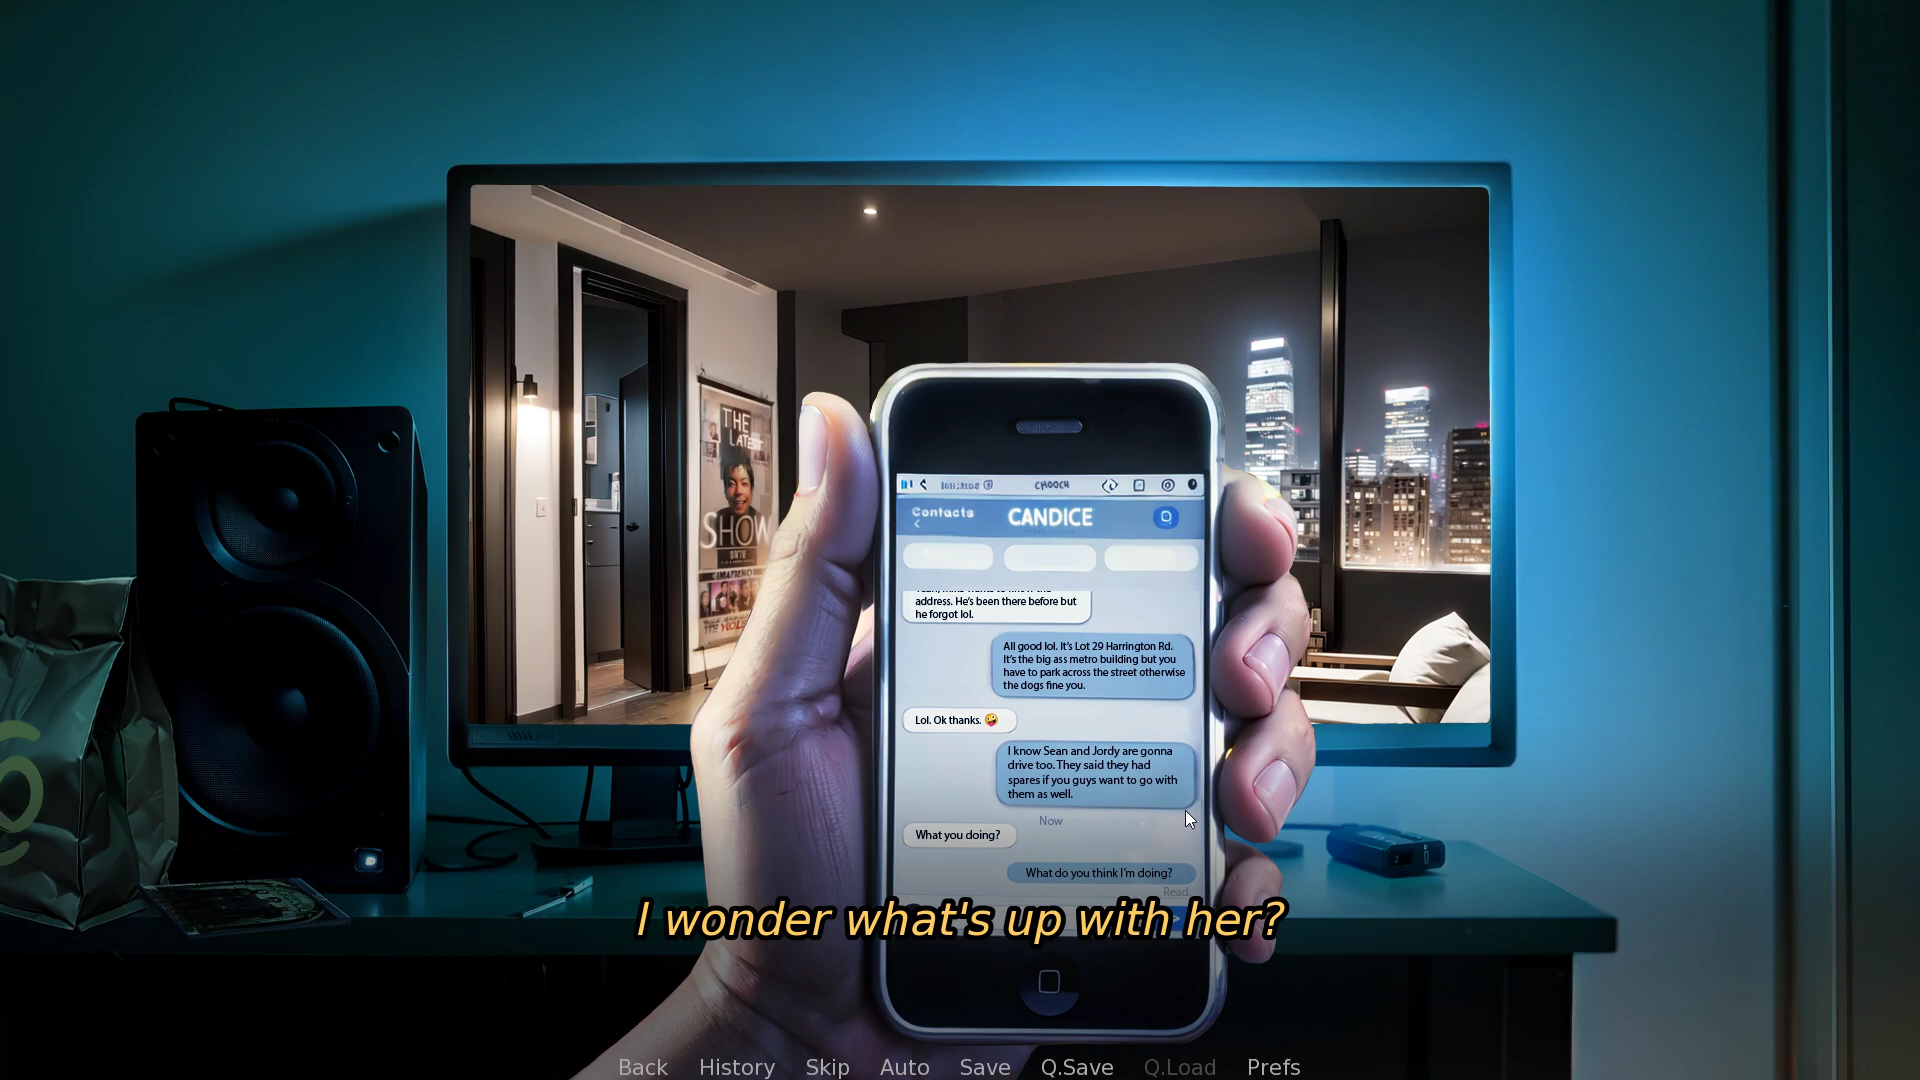 THE
LATEST
SHOW
CHOOCH
Contacts
CANDICE
address. He's been there before but
he forgot lol.
All good lol. It's Lot 29 Harrington Rd.
It's the big ass metro building but you
have to park across the street otherwise
the dogs fine you.
Lol. Ok thanks. 🤪
I know Sean and Jordy are gonna
drive too. They said they had
spares if you guys want to go with
them as well.
Now
What you doing?
What do you think I'm doing?
Read.
I wonder what's up with her?
Back History Skip Auto Save Q.Save Q.Load Prefs